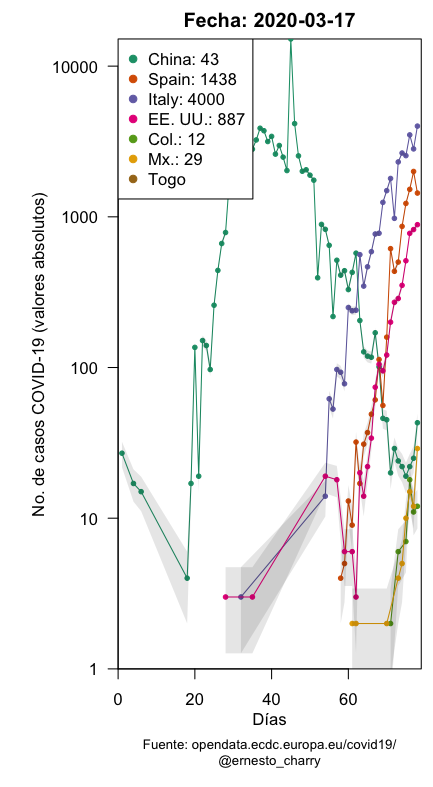 Fecha: 2020-03-17
China: 43
Spain: 1438
Italy: 4000
EE. UU.: 887
Col.: 12
Mx.: 29
Togo
No. de casos COVID-19 (valores absolutos)
10000
1000
100
10
1
0 20 40 60
Días
Fuente: opendata.ecdc.europa.eu/covid19/
@ernesto_charry